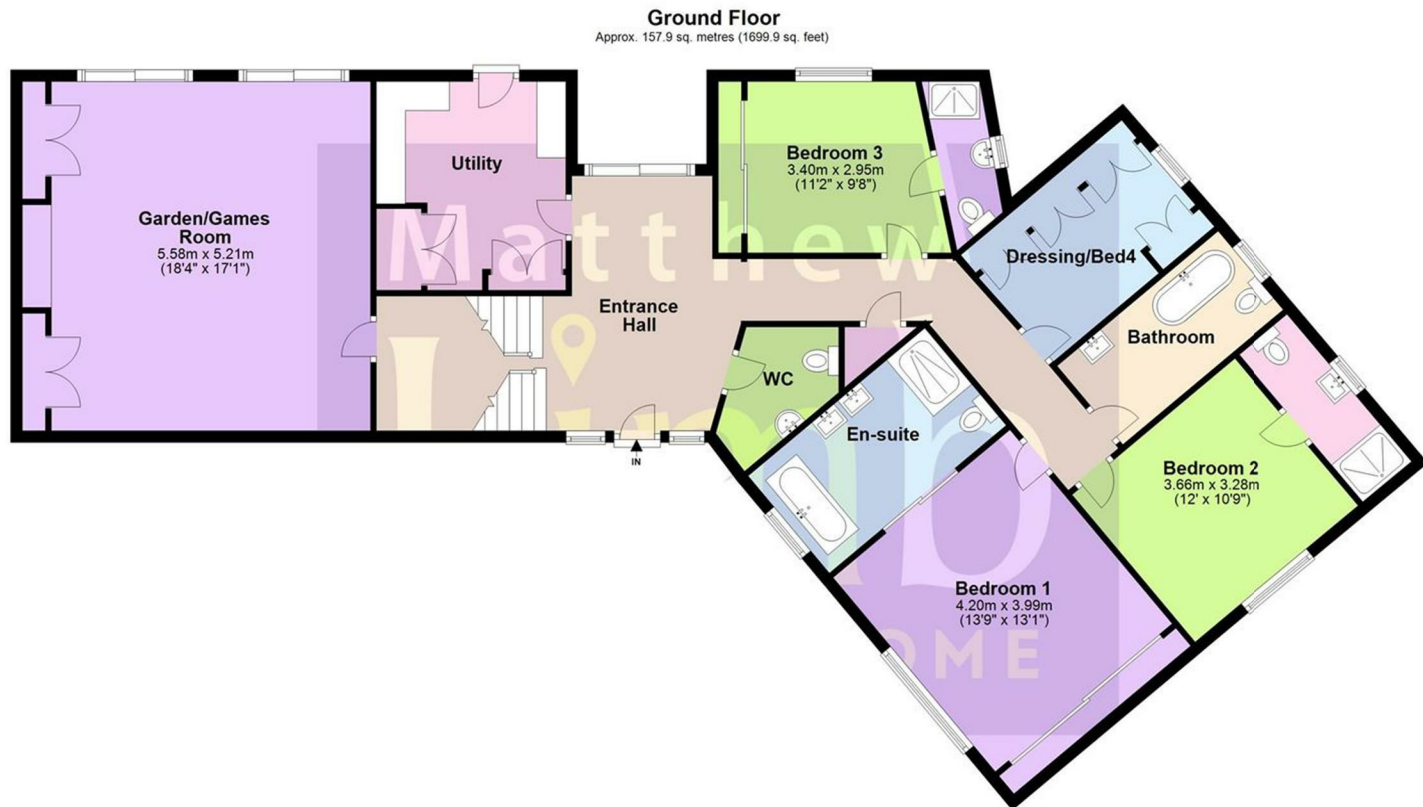 Ground Floor
Approx. 157.9 sq. metres (1699.9 sq. feet)
Garden/Games
Room
5.58m x 5.21m
(18'4" x 17'1")
Utility
Entrance
Hall
IN
WC
Bedroom 3
3.40m x 2.95m
(11'2" x 9'8")
Dressing/Bed4
Bathroom
En-suite
Bedroom 2
3.66m x 3.28m
(12' x 10'9")
Bedroom 1
4.20m x 3.99m
(13'9" x 13'1")
Matthew
Limb